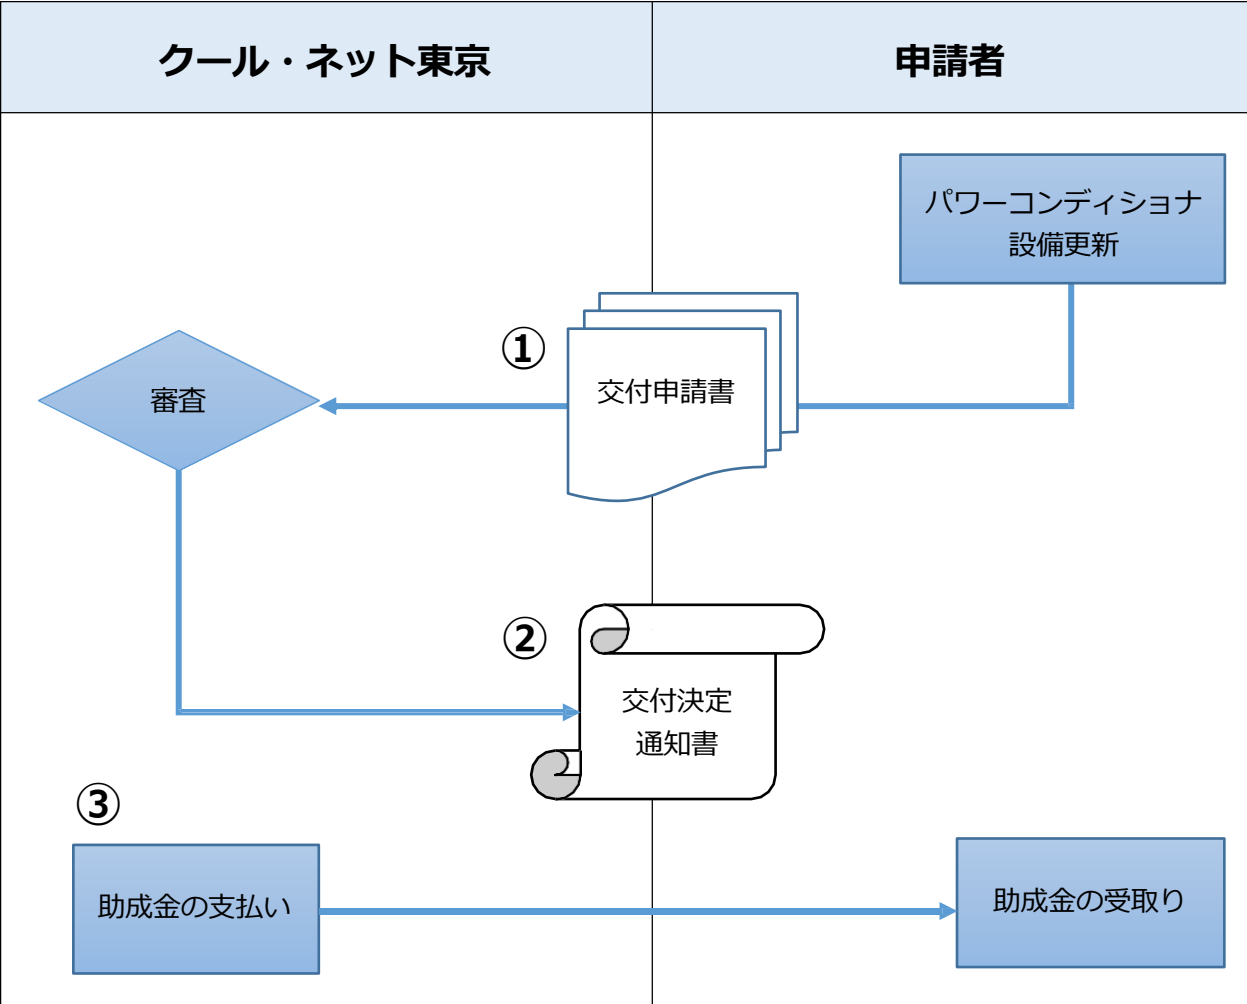 クール・ネット東京
申請者
パワーコンディショナ
設備更新
①
交付申請書
審査
②
交付決定
通知書
③
助成金の支払い
助成金の受取り